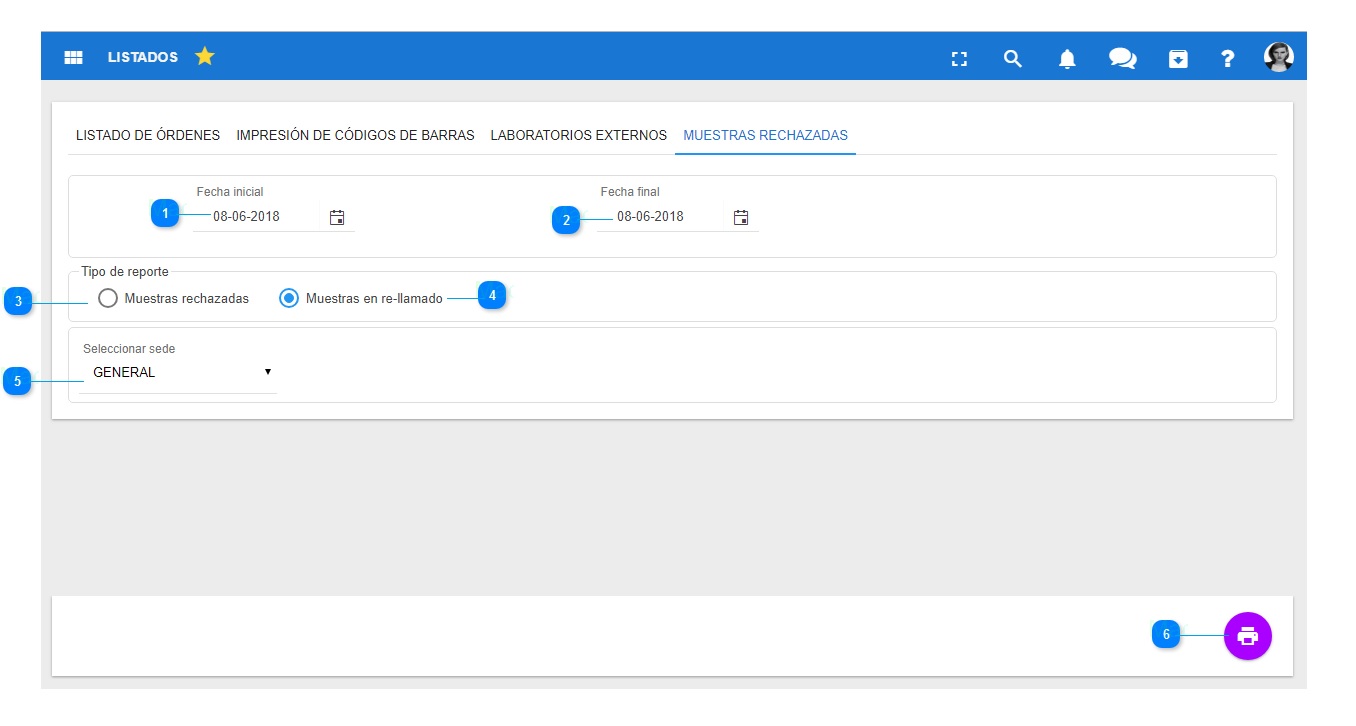 LISTADOS
LISTADO DE ÓRDENES IMPRESIÓN DE CÓDIGOS DE BARRAS LABORATORIOS EXTERNOS MUESTRAS RECHAZADAS
Fecha inicial Fecha final
1 08-06-2018 2 08-06-2018
Tipo de reporte
3 Muestras rechazadas Muestras en re-llamado 4
Seleccionar sede
5 GENERAL
6